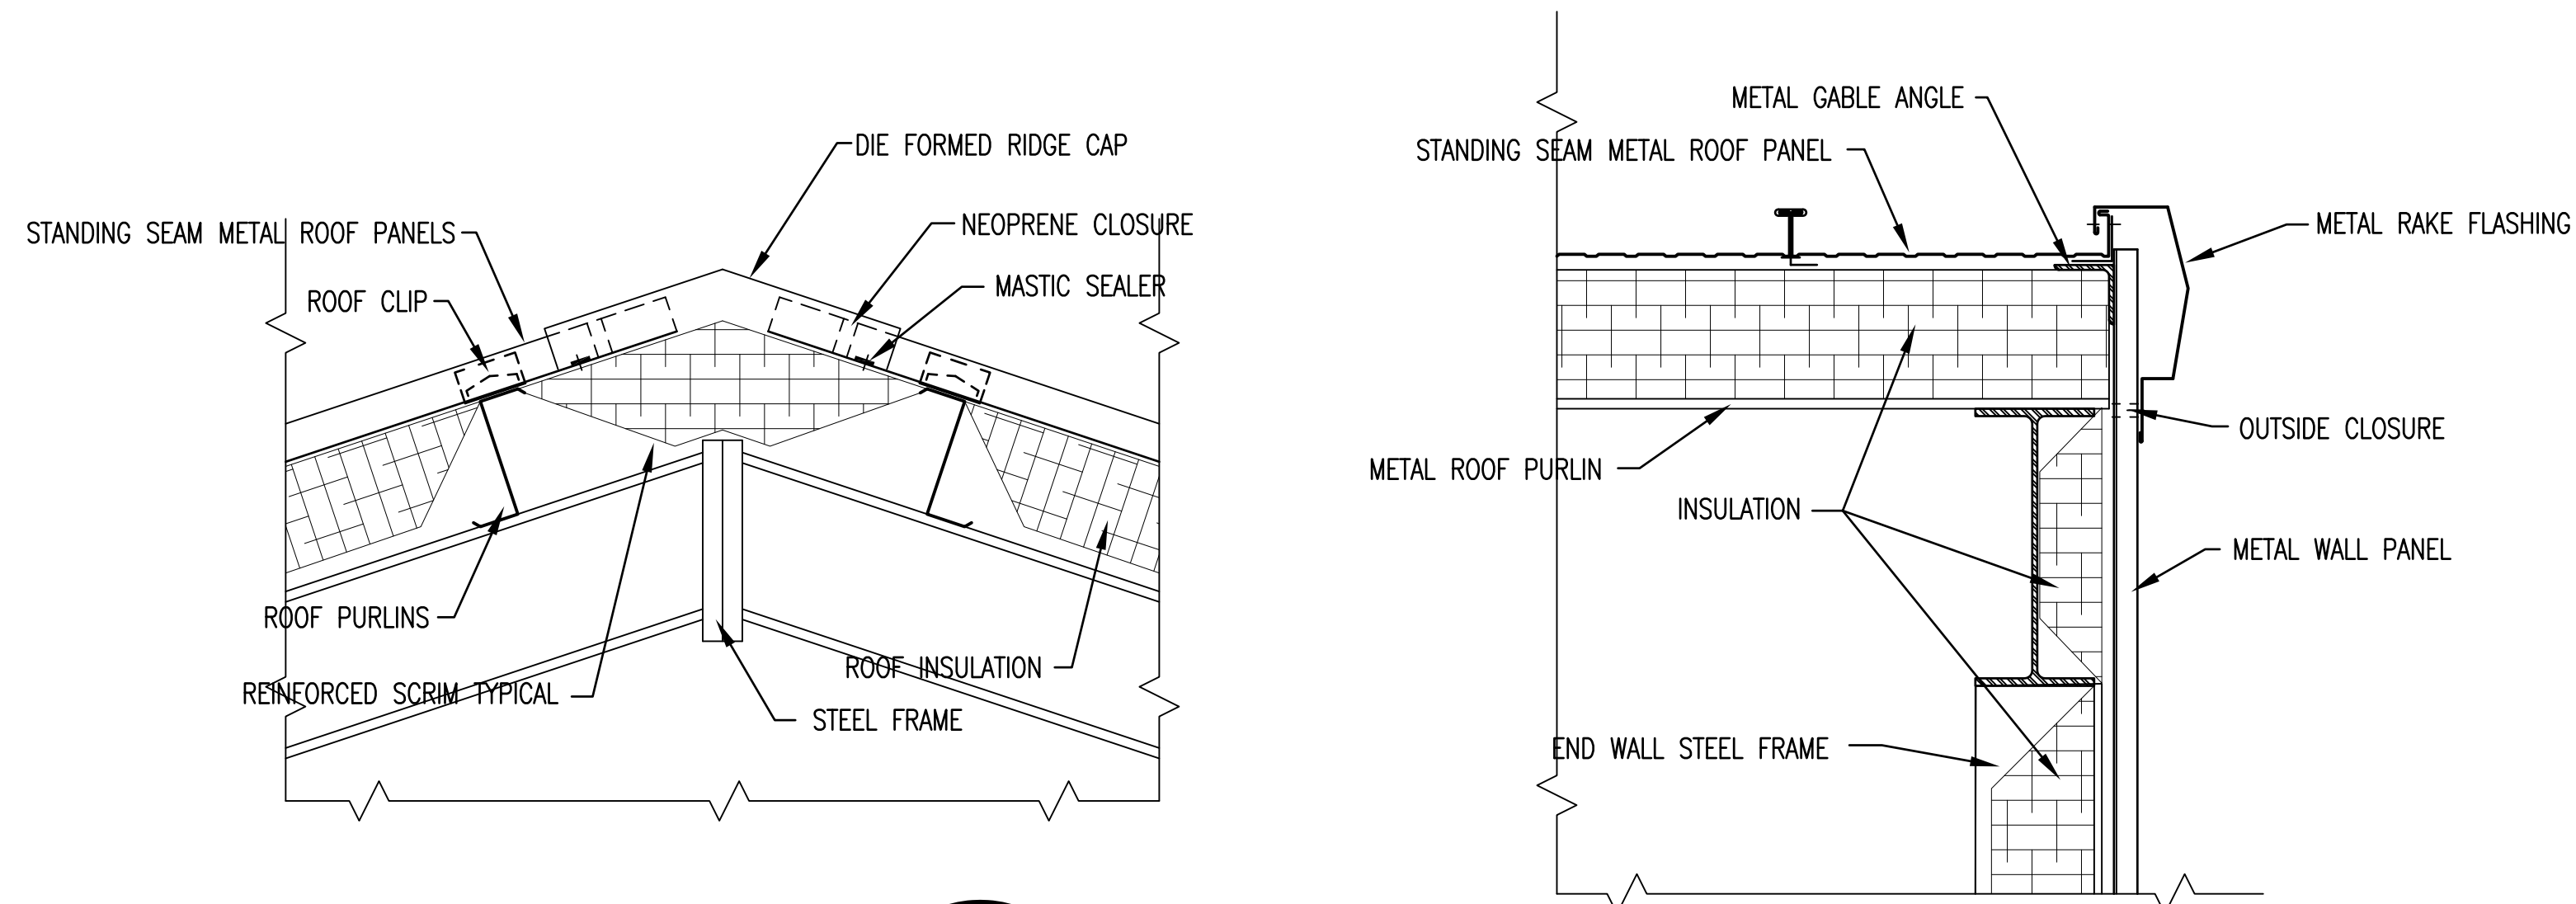 DIE FORMED RIDGE CAP
STANDING SEAM METAL ROOF PANELS
NEOPRENE CLOSURE
ROOF CLIP
MASTIC SEALER
ROOF PURLINS
ROOF INSULATION
REINFORCED SCRIM TYPICAL
STEEL FRAME
METAL GABLE ANGLE
STANDING SEAM METAL ROOF PANEL
METAL RAKE FLASHING
OUTSIDE CLOSURE
METAL ROOF PURLIN
INSULATION
METAL WALL PANEL
END WALL STEEL FRAME